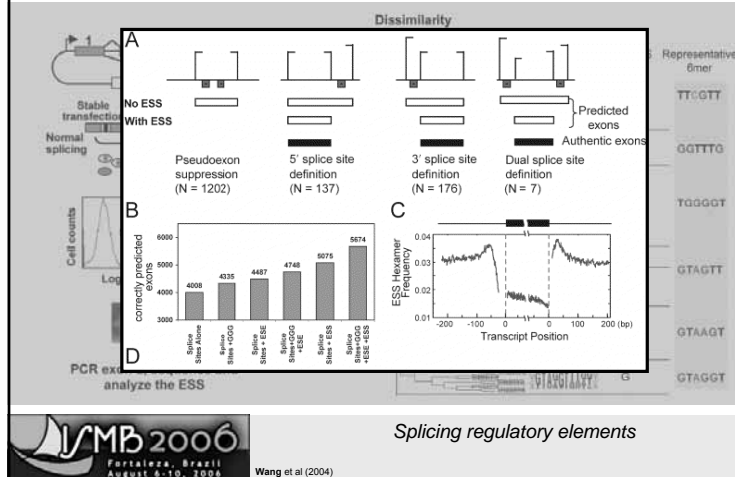 Dissimilarity
1
Stable
transfection
Normal
splicing
Cell counts
Log
PCR
analyze the ESS
Representative
6mer
TTCGTT
GGTTTG
TGGGGT
GTAGTT
GTAAGT
G
GTAGGT
A
No ESS
With ESS
Predicted
exons
Authentic exons
Pseudoexon
suppression
(N = 1202)
5′ splice site
definition
(N = 137)
3′ splice site
definition
(N = 176)
Dual splice site
definition
(N = 7)
B
correctly predicted
exons
6000
5000
4000
3000
4008
4335
4487
4748
5075
5674
Splice
Sites Alone
Splice
Sites +GGG
Splice
Sites + ESE
Splice
Sites+GGG
+ESE
Splice
Sites + ESS
Splice
Sites+GGG
+ESE +ESS
C
ESS Hexamer
Frequency
0.04
0.03
0.02
0.01
-200
-100
0
0
100
200 (bp)
Transcript Position
D
ISMB 2006
Fortaleza, Brazil
August 6-10, 2006
Splicing regulatory elements
Wang et al (2004)